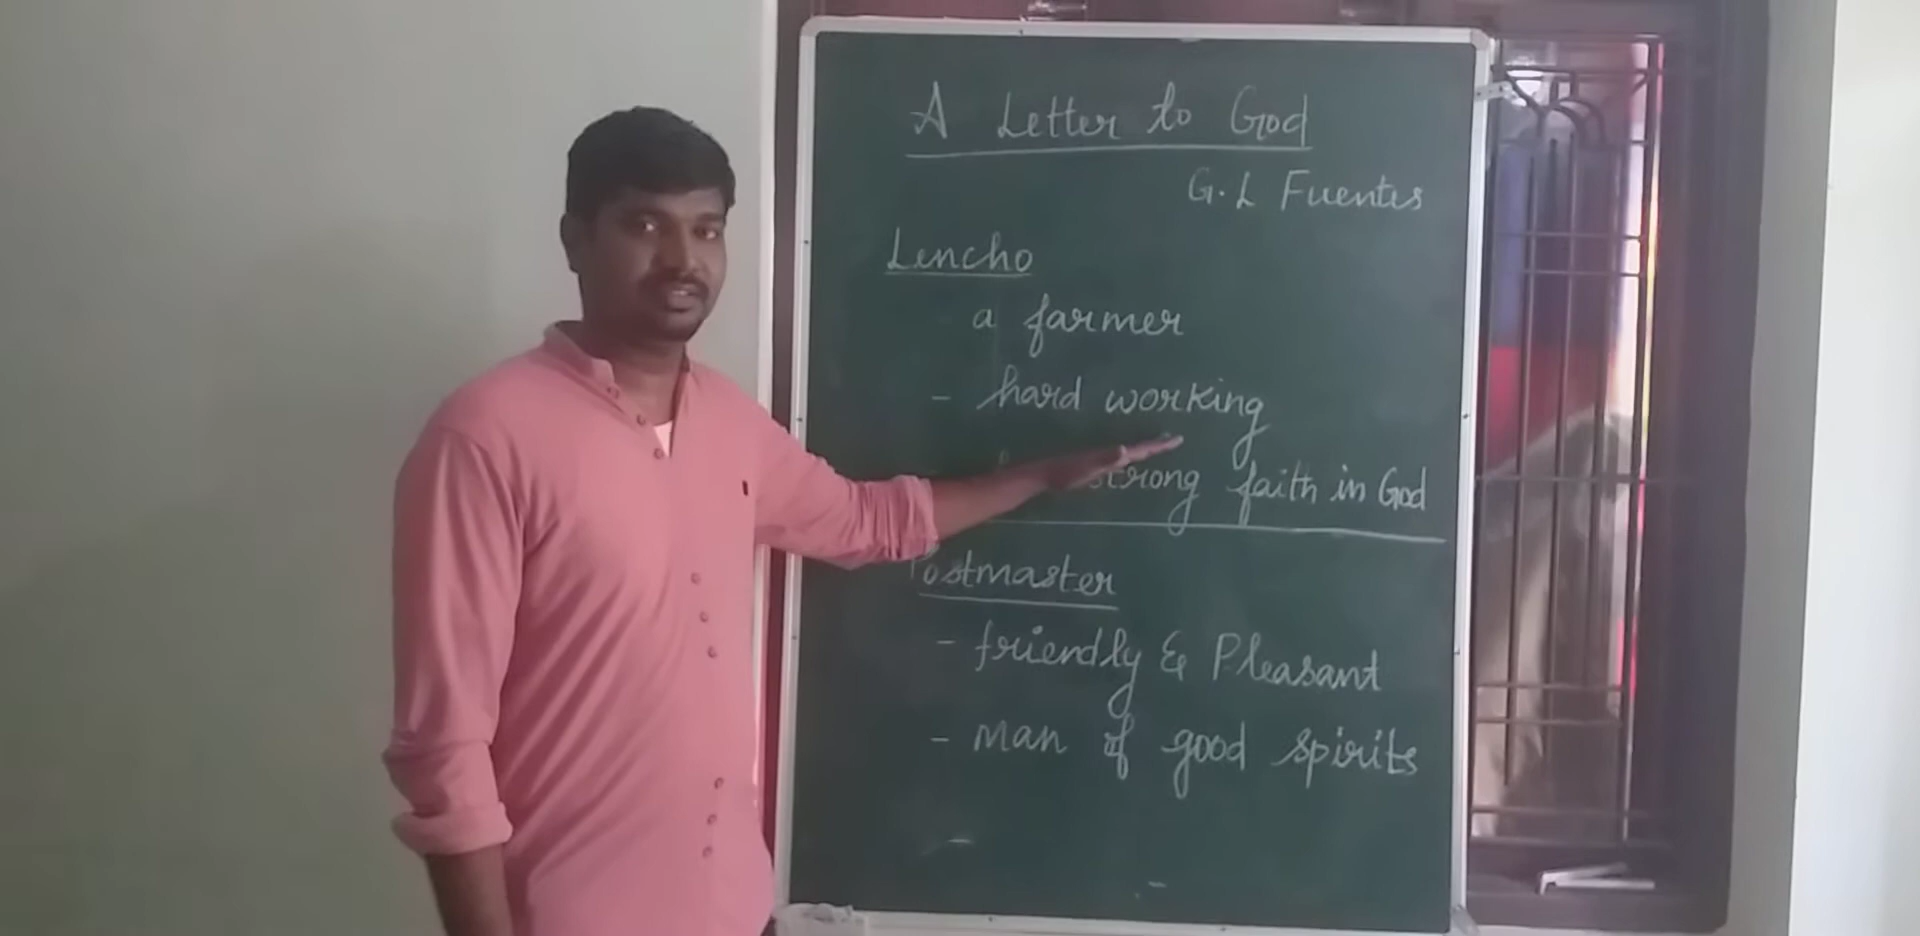 A Letter to God
G. L Fuentes
Lencho
a farmer
- hard working
strong faith in God
Postmaster
- friendly & Pleasant
- man of good spirits